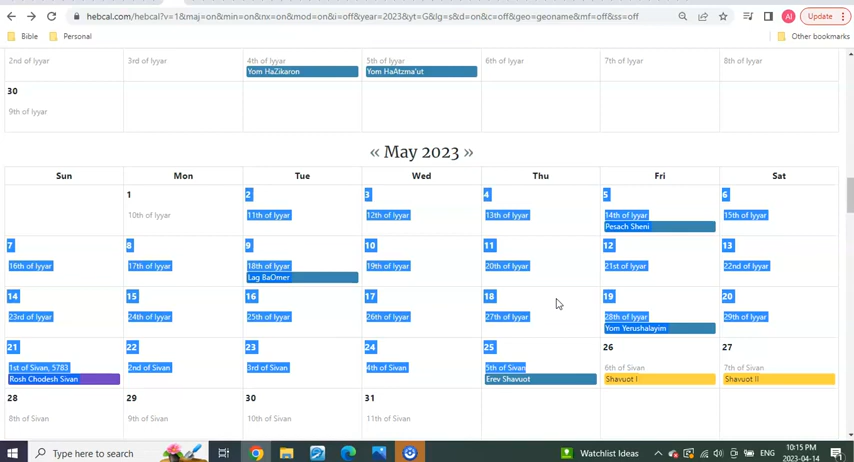 hebcal.com/hebcal?v=1&maj=on&min=on&nx=on&mod=on&i=off&year=2023&yt=G&lg=s&d=on&c=off&geo=geoname&mf=off&ss=off
AI
Update
Bible Personal Other bookmarks
2nd of Iyyar 3rd of Iyyar 4th of Iyyar 5th of Iyyar 6th of Iyyar 7th of Iyyar 8th of Iyyar
Yom HaZikaron Yom HaAtzma'ut
30
9th of Iyyar
« May 2023 »
Sun Mon Tue Wed Thu Fri Sat
1 2 3 4 5 6
10th of Iyyar 11th of Iyyar 12th of Iyyar 13th of Iyyar 14th of Iyyar 15th of Iyyar
Pesach Sheni
7 8 9 10 11 12 13
16th of Iyyar 17th of Iyyar 18th of Iyyar 19th of Iyyar 20th of Iyyar 21st of Iyyar 22nd of Iyyar
Lag BaOmer
14 15 16 17 18 19 20
23rd of Iyyar 24th of Iyyar 25th of Iyyar 26th of Iyyar 27th of Iyyar 28th of Iyyar 29th of Iyyar
Yom Yerushalayim
21 22 23 24 25 26 27
1st of Sivan, 5783 2nd of Sivan 3rd of Sivan 4th of Sivan 5th of Sivan 6th of Sivan 7th of Sivan
Rosh Chodesh Sivan Erev Shavuot Shavuot I Shavuot II
28 29 30 31
8th of Sivan 9th of Sivan 10th of Sivan 11th of Sivan
Type here to search
Watchlist Ideas
ENG
10:15 PM
2023-04-14